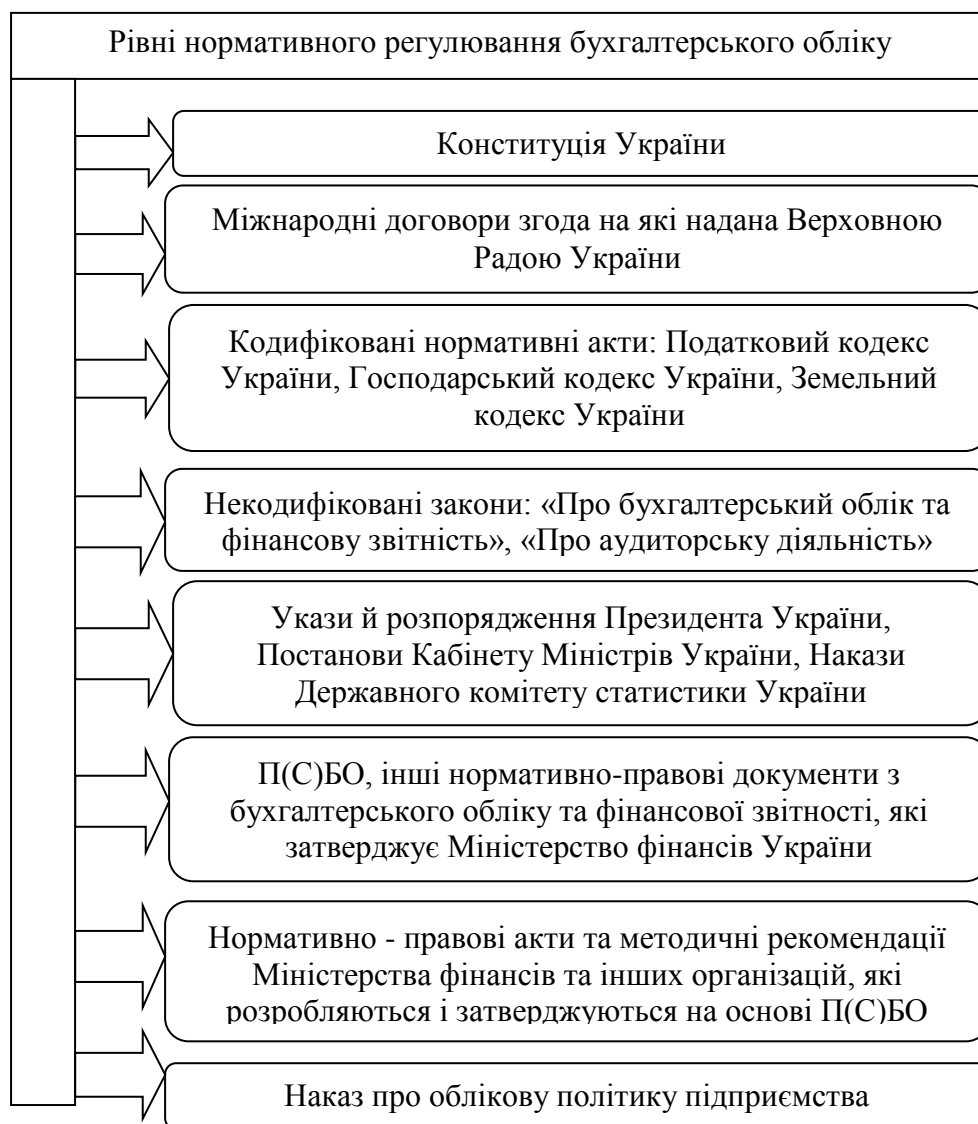 Рівні нормативного регулювання бухгалтерського обліку
Конституція України
Міжнародні договори згода на які надана Верховною
Радою України
Кодифіковані нормативні акти: Податковий кодекс
України, Господарський кодекс України, Земельний
кодекс України
Некодифіковані закони: «Про бухгалтерський облік та
фінансову звітність», «Про аудиторську діяльність»
Укази й розпорядження Президента України,
Постанови Кабінету Міністрів України, Накази
Державного комітету статистики України
П(С)БО, інші нормативно-правові документи з
бухгалтерського обліку та фінансової звітності, які
затверджує Міністерство фінансів України
Нормативно - правові акти та методичні рекомендації
Міністерства фінансів та інших організацій, які
розробляються і затверджуються на основі П(С)БО
Наказ про облікову політику підприємства